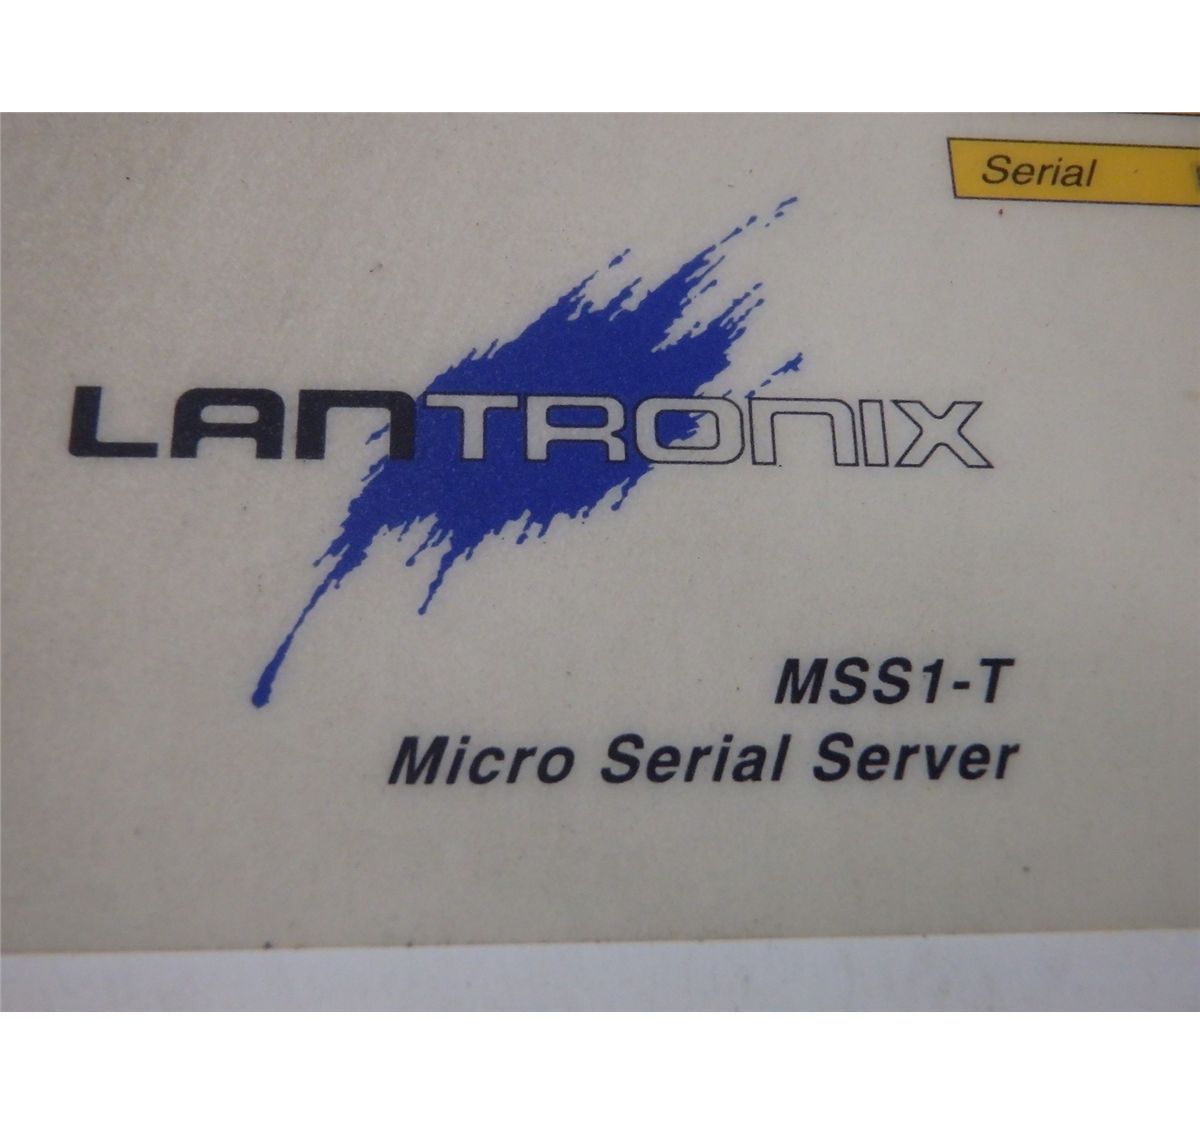 Serial
LANTRONIX
MSS1-T
Micro Serial Server